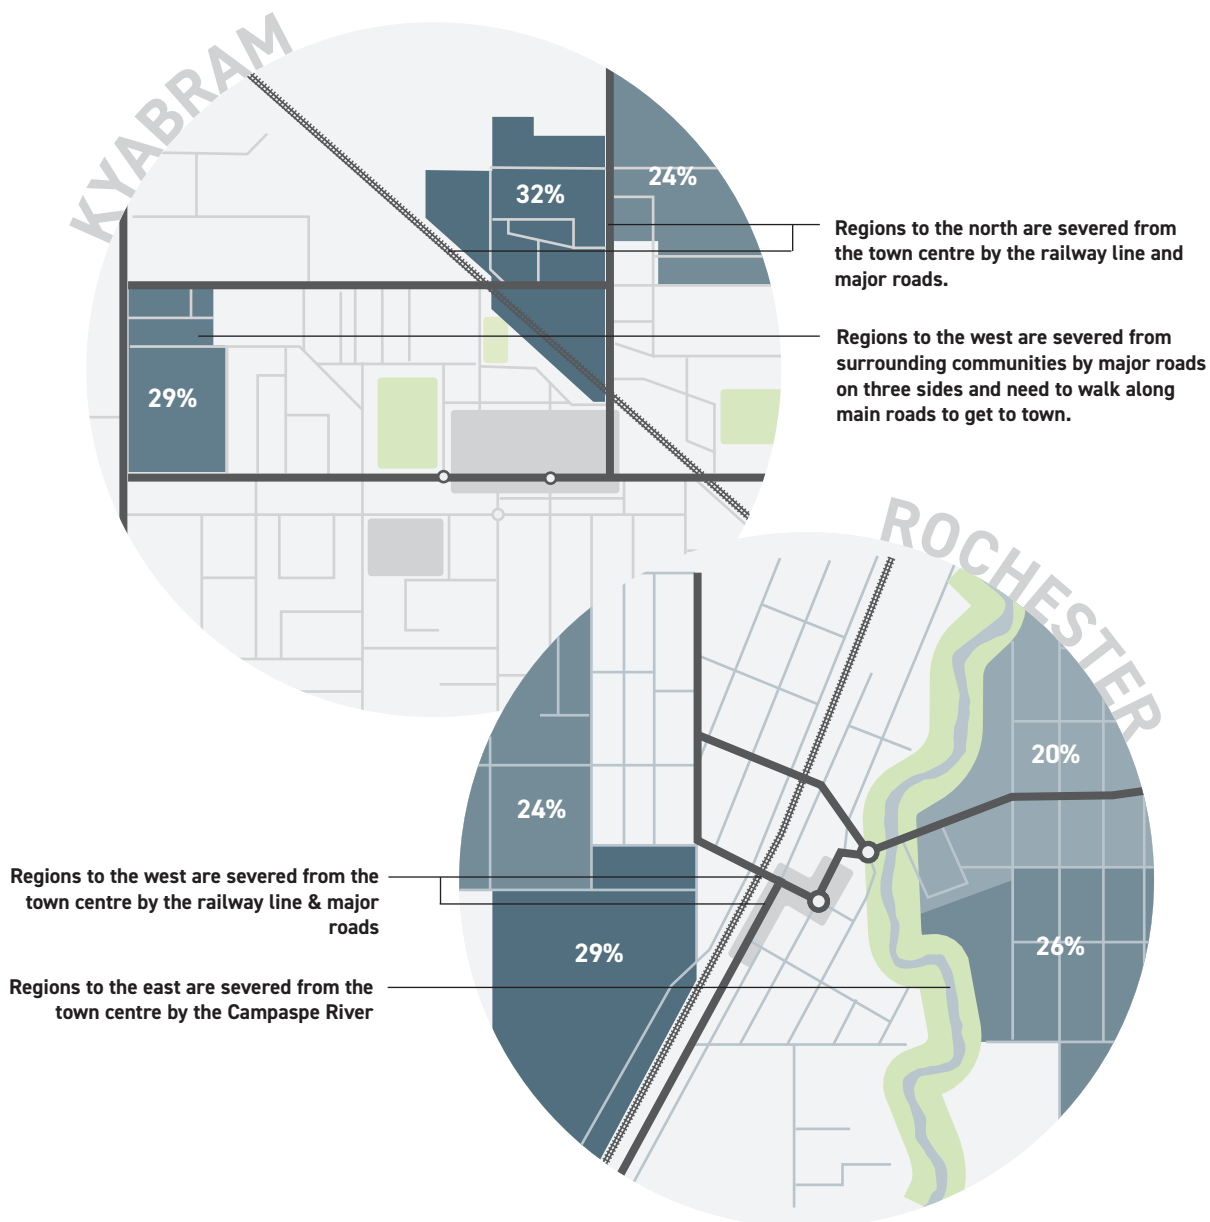 KYABRAM
32%
24%
29%
Regions to the north are severed from
the town centre by the railway line and
major roads.
Regions to the west are severed from
surrounding communities by major roads
on three sides and need to walk along
main roads to get to town.
ROCHESTER
20%
24%
29%
26%
Regions to the west are severed from the
town centre by the railway line & major
roads
Regions to the east are severed from the
town centre by the Campaspe River